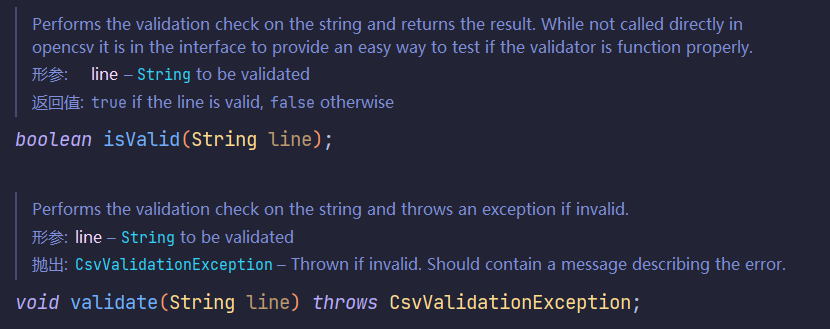 Performs the validation check on the string and returns the result. While not called directly in
opencsv it is in the interface to provide an easy way to test if the validator is function properly.
形参: line – String to be validated
返回值: true if the line is valid, false otherwise
boolean isValid(String line);
Performs the validation check on the string and throws an exception if invalid.
形参: line – String to be validated
抛出: CsvValidationException – Thrown if invalid. Should contain a message describing the error.
void validate(String line) throws CsvValidationException;